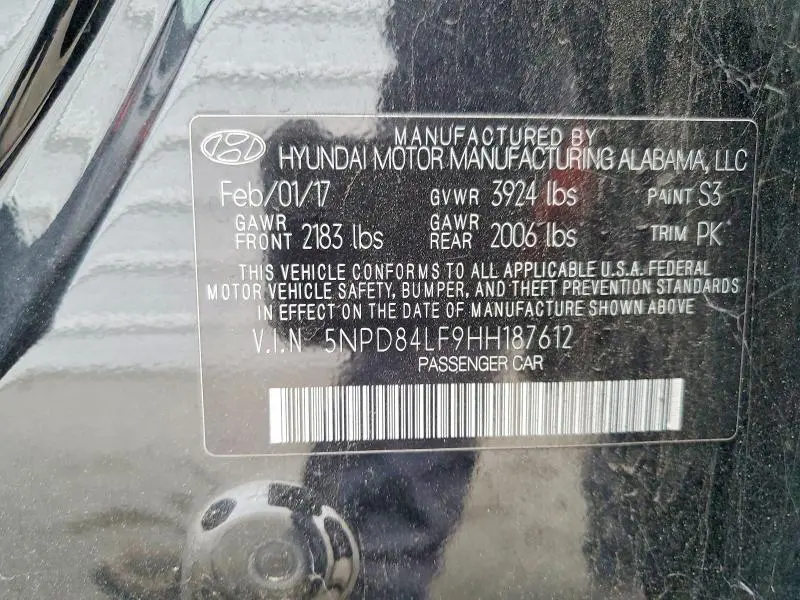 MANUFACTURED BY
HYUNDAI MOTOR MANUFACTURING ALABAMA, LLC
Feb/01/17 GVWR 3924 lbs PAINT S3
GAWR FRONT 2183 lbs GAWR REAR 2006 lbs TRIM PK
THIS VEHICLE CONFORMS TO ALL APPLICABLE U.S.A. FEDERAL
MOTOR VEHICLE SAFETY, BUMPER, AND THEFT PREVENTION STANDARDS
IN EFFECT ON THE DATE OF MANUFACTURE SHOWN ABOVE
V.I.N 5NPD84LF9HH187612
PASSENGER CAR